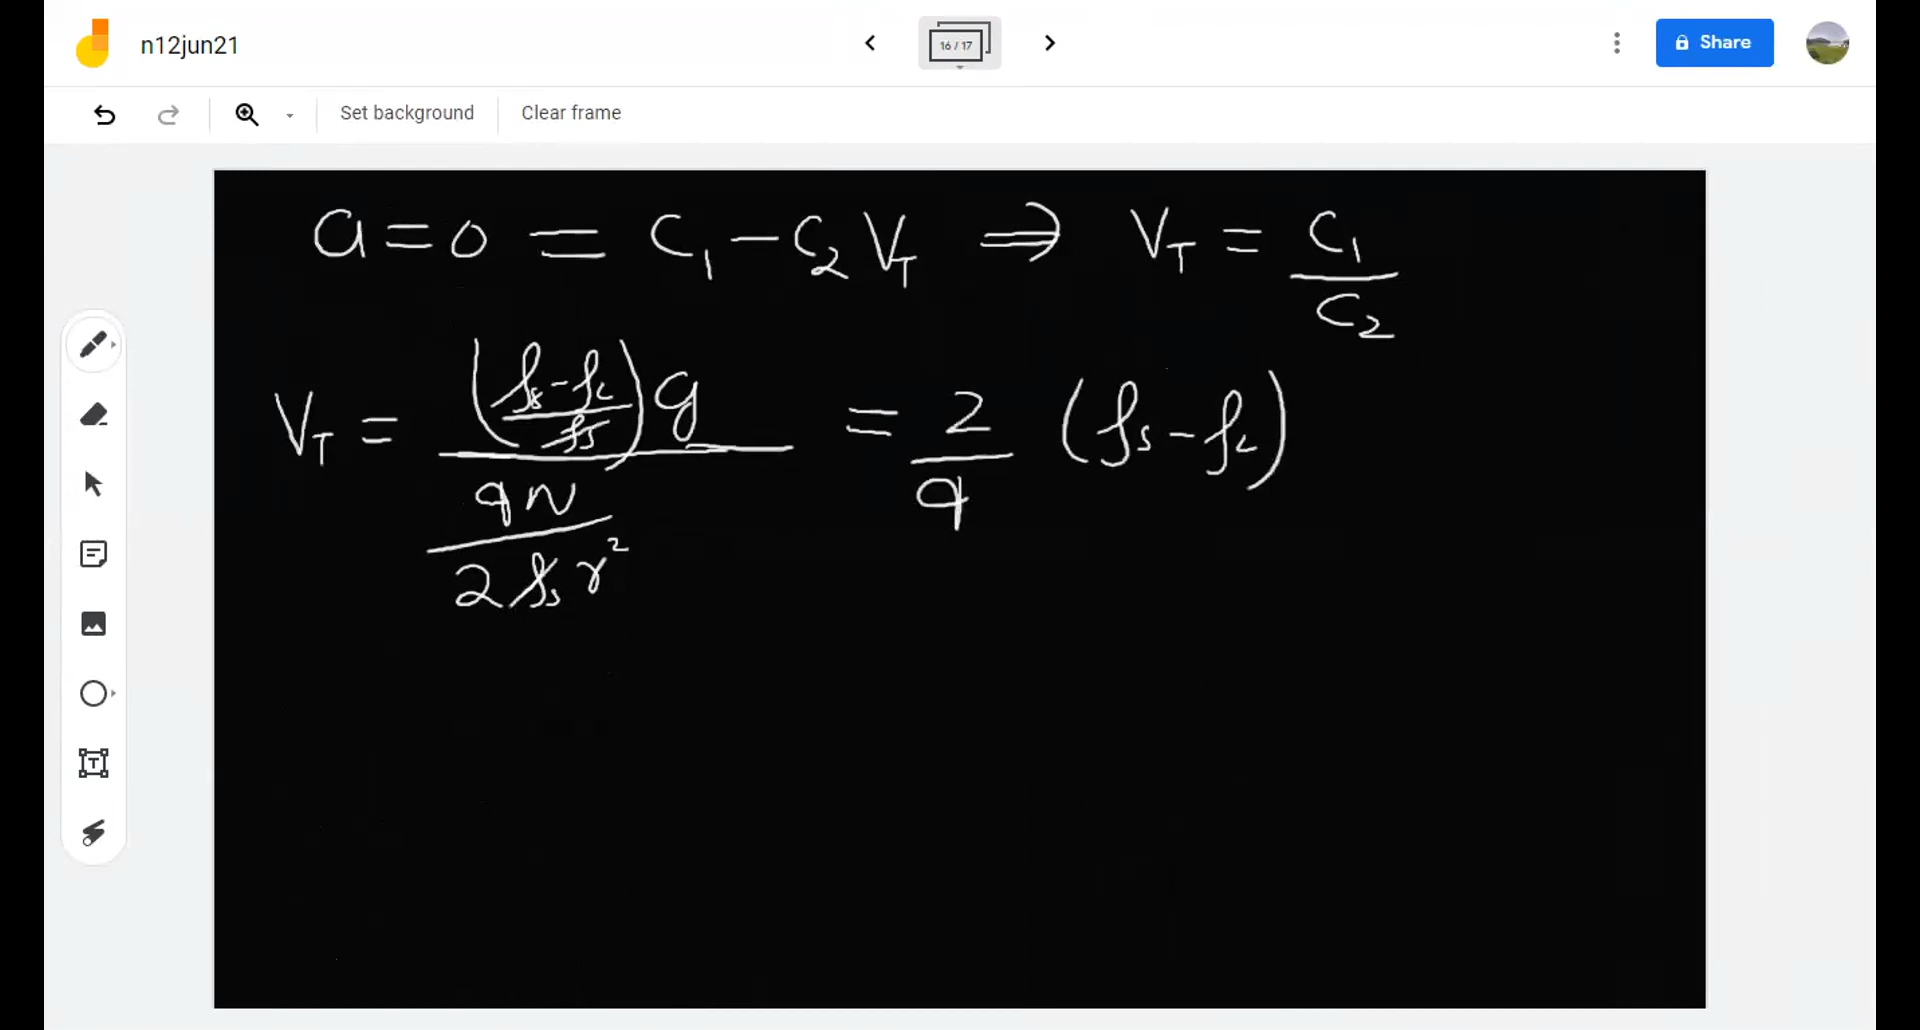 n12jun21
16 / 17
Share
Set background
Clear frame
a = 0 = C₁ - C₂ V_T ⇒ V_T = C₁/C₂
V_T = ((ρs - ρL)/ρs) g / (9η / 2ρs r²) = 2/9 (ρs - ρL)